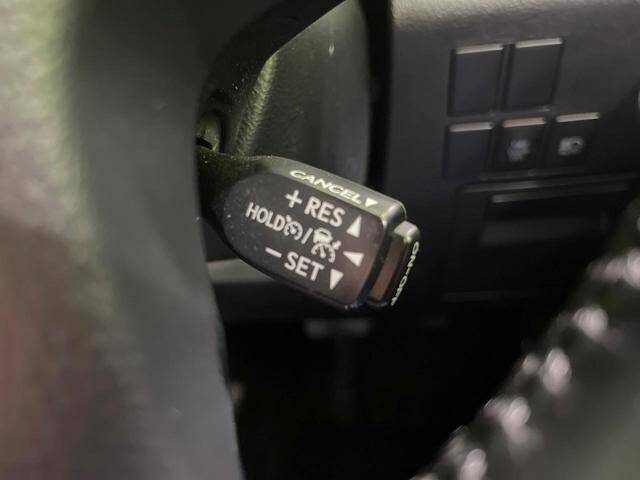 CANCEL
+ RES
HOLD /
− SET
ON-OFF